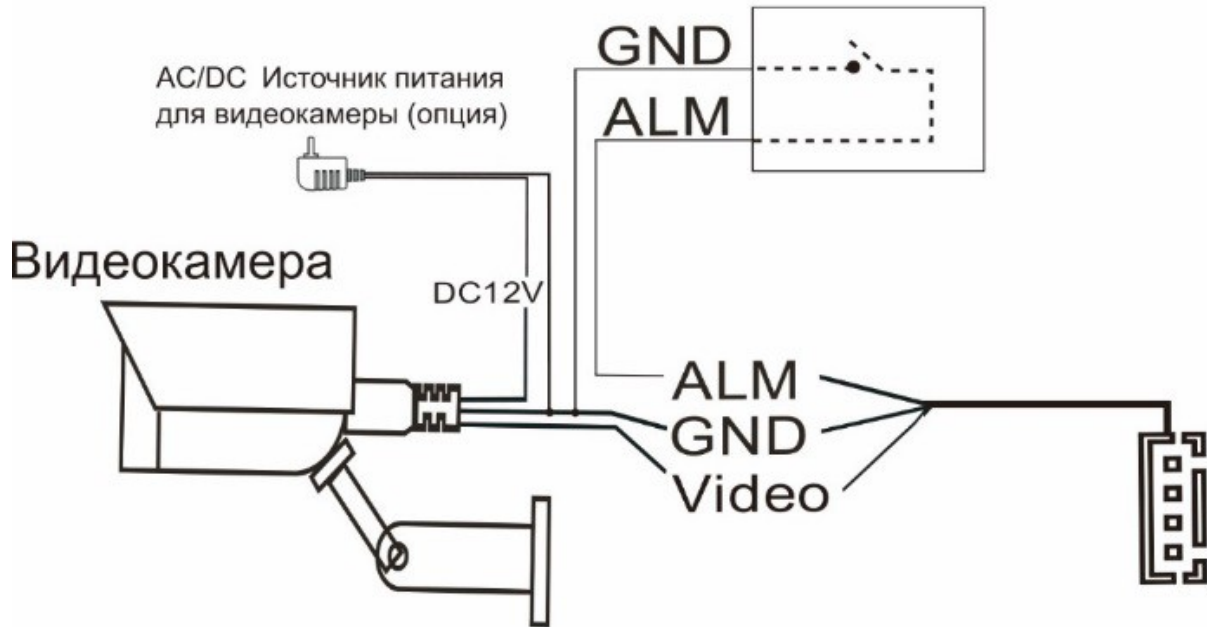 GND
AC/DC Источник питания
для видеокамеры (опция)
ALM
Видеокамера
DC12V
ALM
GND
Video